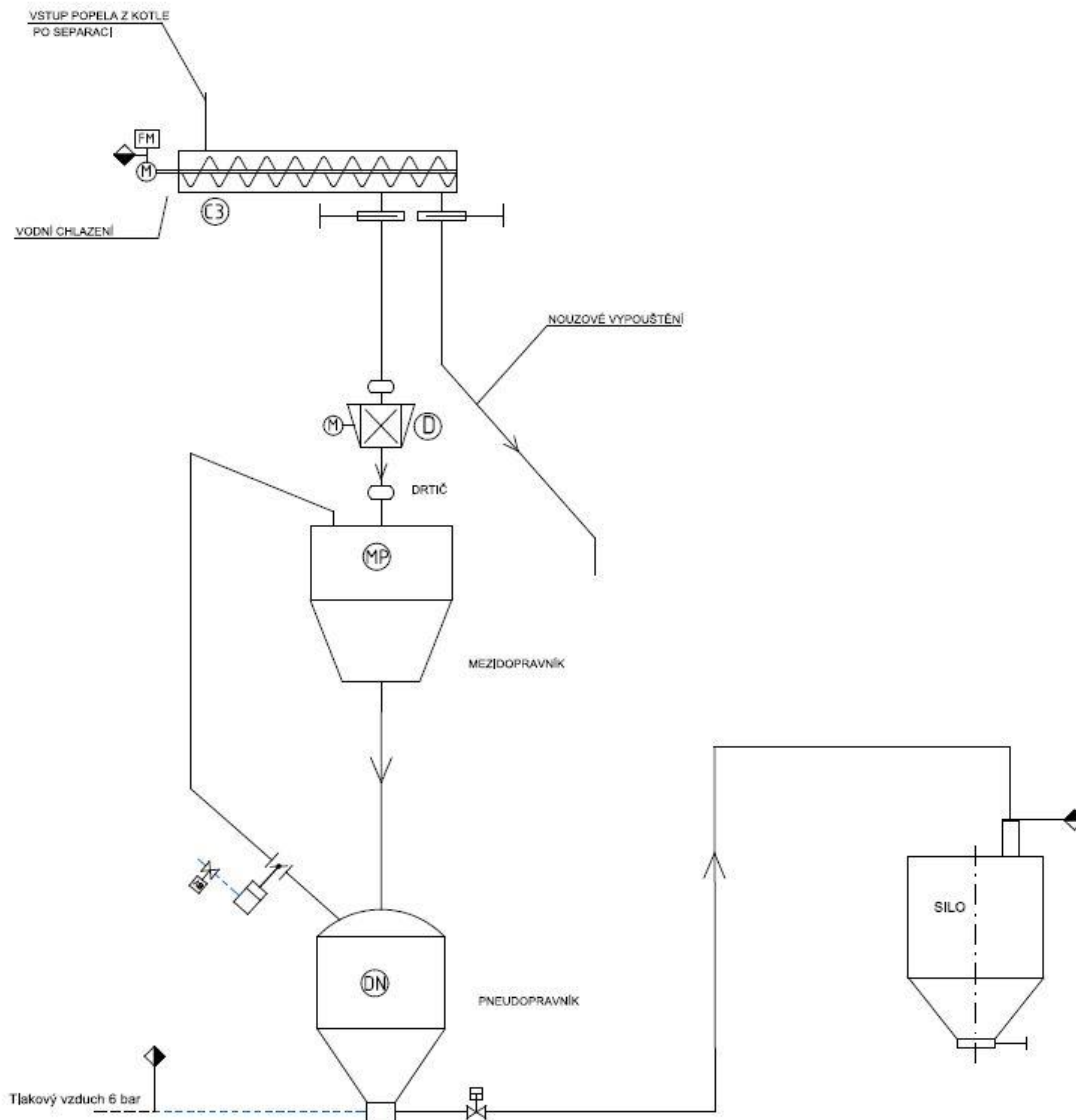 VSTUP POPELA Z KOTLE
PO SEPARACI
FM
M
C3
VODNÍ CHLAZENÍ
NOUZOVÉ VYPOUŠTĚNÍ
M
D
DRTIČ
MP
MEZIDOPRAVNÍK
SILO
DN
PNEUDOPRAVNÍK
Tlakový vzduch 6 bar